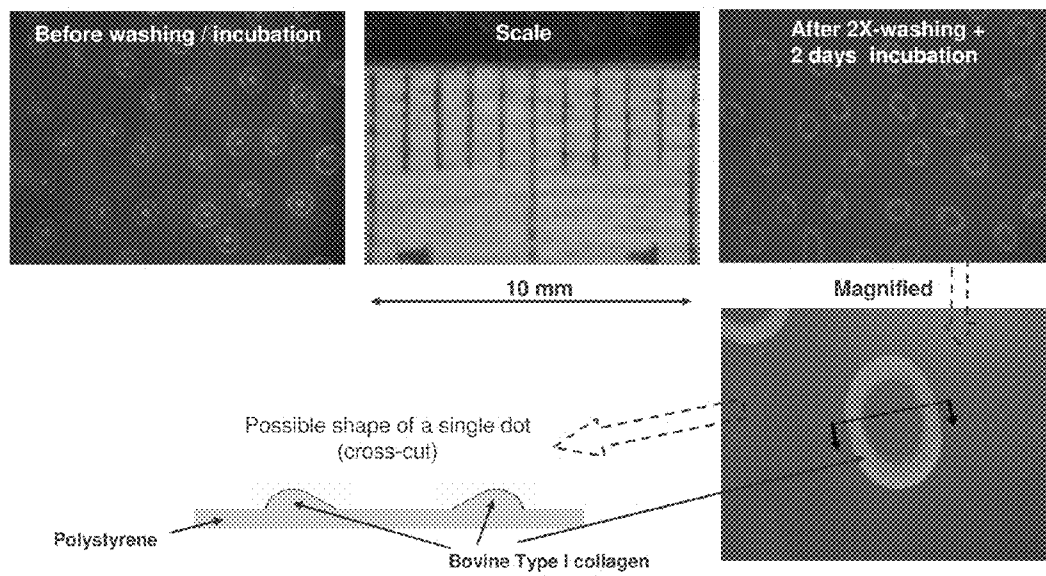 Before washing / incubation
Scale
After 2X-washing +
2 days incubation
10 mm
Magnified
Possible shape of a single dot
(cross-cut)
Polystyrene
Bovine Type I collagen